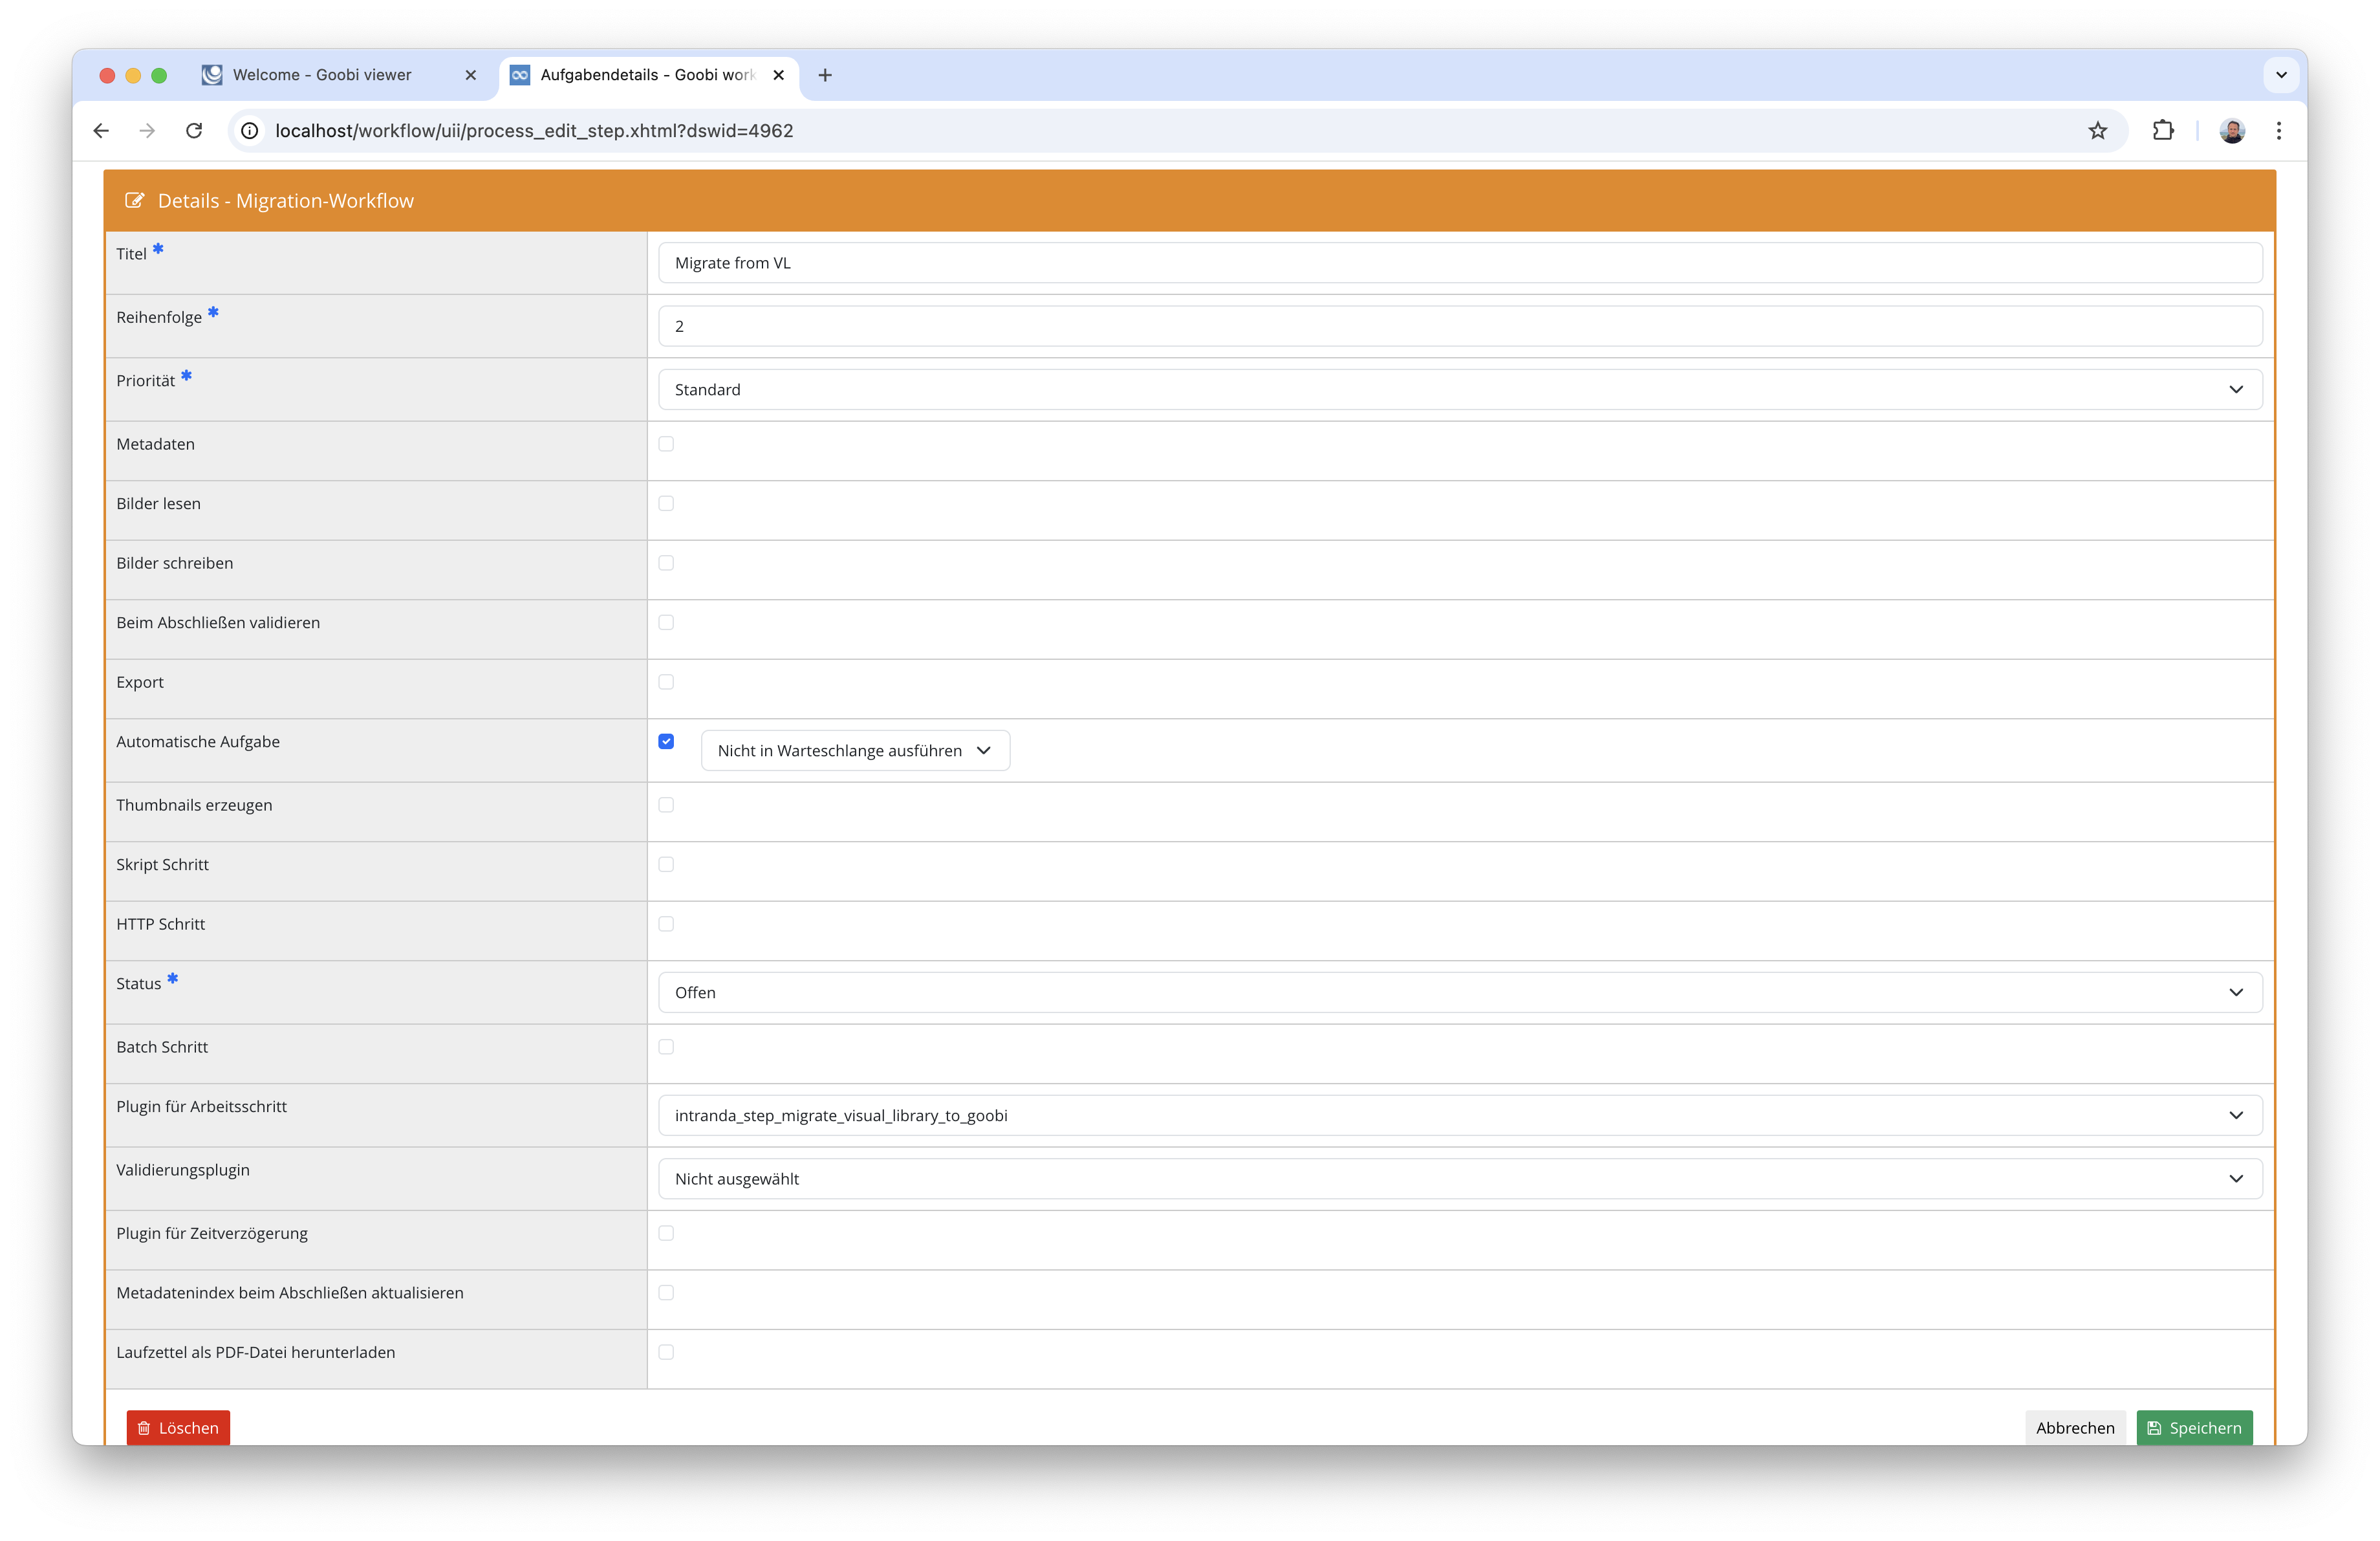 Welcome - Goobi viewer
Aufgabendetails - Goobi work
localhost/workflow/uii/process_edit_step.xhtml?dswid=4962
Details - Migration-Workflow
Titel *
Migrate from VL
Reihenfolge *
2
Priorität *
Standard
Metadaten
Bilder lesen
Bilder schreiben
Beim Abschließen validieren
Export
Automatische Aufgabe
Nicht in Warteschlange ausführen
Thumbnails erzeugen
Skript Schritt
HTTP Schritt
Status *
Offen
Batch Schritt
Plugin für Arbeitsschritt
intranda_step_migrate_visual_library_to_goobi
Validierungsplugin
Nicht ausgewählt
Plugin für Zeitverzögerung
Metadatenindex beim Abschließen aktualisieren
Laufzettel als PDF-Datei herunterladen
Löschen
Abbrechen
Speichern